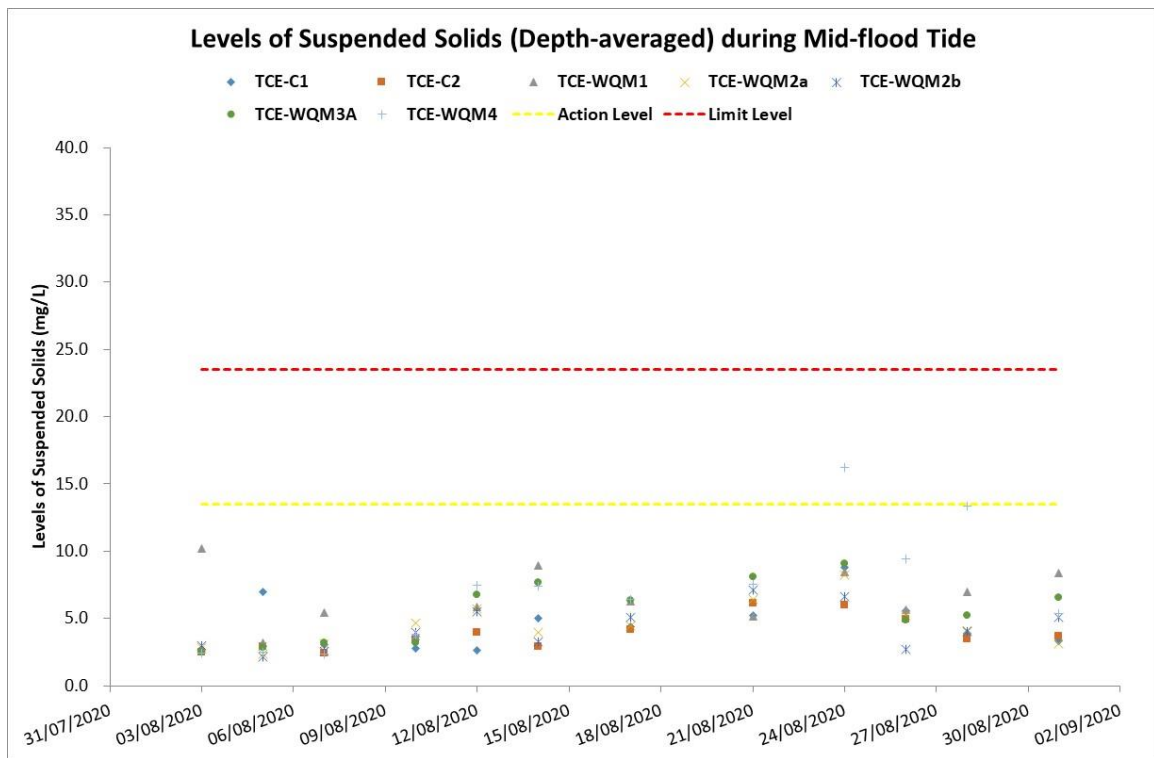 Levels of Suspended Solids (Depth-averaged) during Mid-flood Tide
TCE-C1 TCE-C2 TCE-WQM1 TCE-WQM2a TCE-WQM2b
TCE-WQM3A TCE-WQM4 Action Level Limit Level
Levels of Suspended Solids (mg/L)
40.0
35.0
30.0
25.0
20.0
15.0
10.0
5.0
0.0
31/07/2020 03/08/2020 06/08/2020 09/08/2020 12/08/2020 15/08/2020 18/08/2020 21/08/2020 24/08/2020 27/08/2020 30/08/2020 02/09/2020